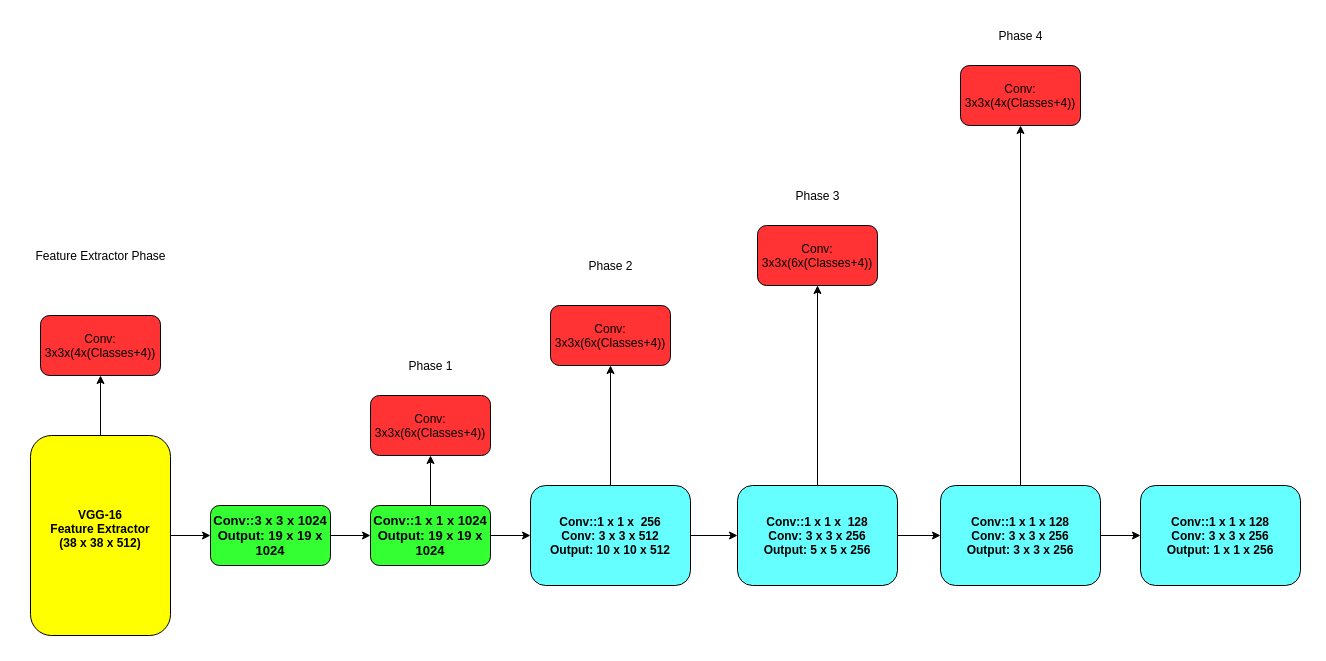 Phase 4
Conv:
3x3x(4x(Classes+4))
Phase 3
Conv:
3x3x(6x(Classes+4))
Feature Extractor Phase
Phase 2
Conv:
3x3x(4x(Classes+4))
Conv:
3x3x(6x(Classes+4))
Phase 1
Conv:
3x3x(6x(Classes+4))
VGG-16
Feature Extractor
(38 x 38 x 512)
Conv::3 x 3 x 1024
Output: 19 x 19 x
1024
Conv::1 x 1 x 1024
Output: 19 x 19 x
1024
Conv::1 x 1 x  256
Conv: 3 x 3 x 512
Output: 10 x 10 x 512
Conv::1 x 1 x  128
Conv: 3 x 3 x 256
Output: 5 x 5 x 256
Conv::1 x 1 x 128
Conv: 3 x 3 x 256
Output: 3 x 3 x 256
Conv::1 x 1 x 128
Conv: 3 x 3 x 256
Output: 1 x 1 x 256